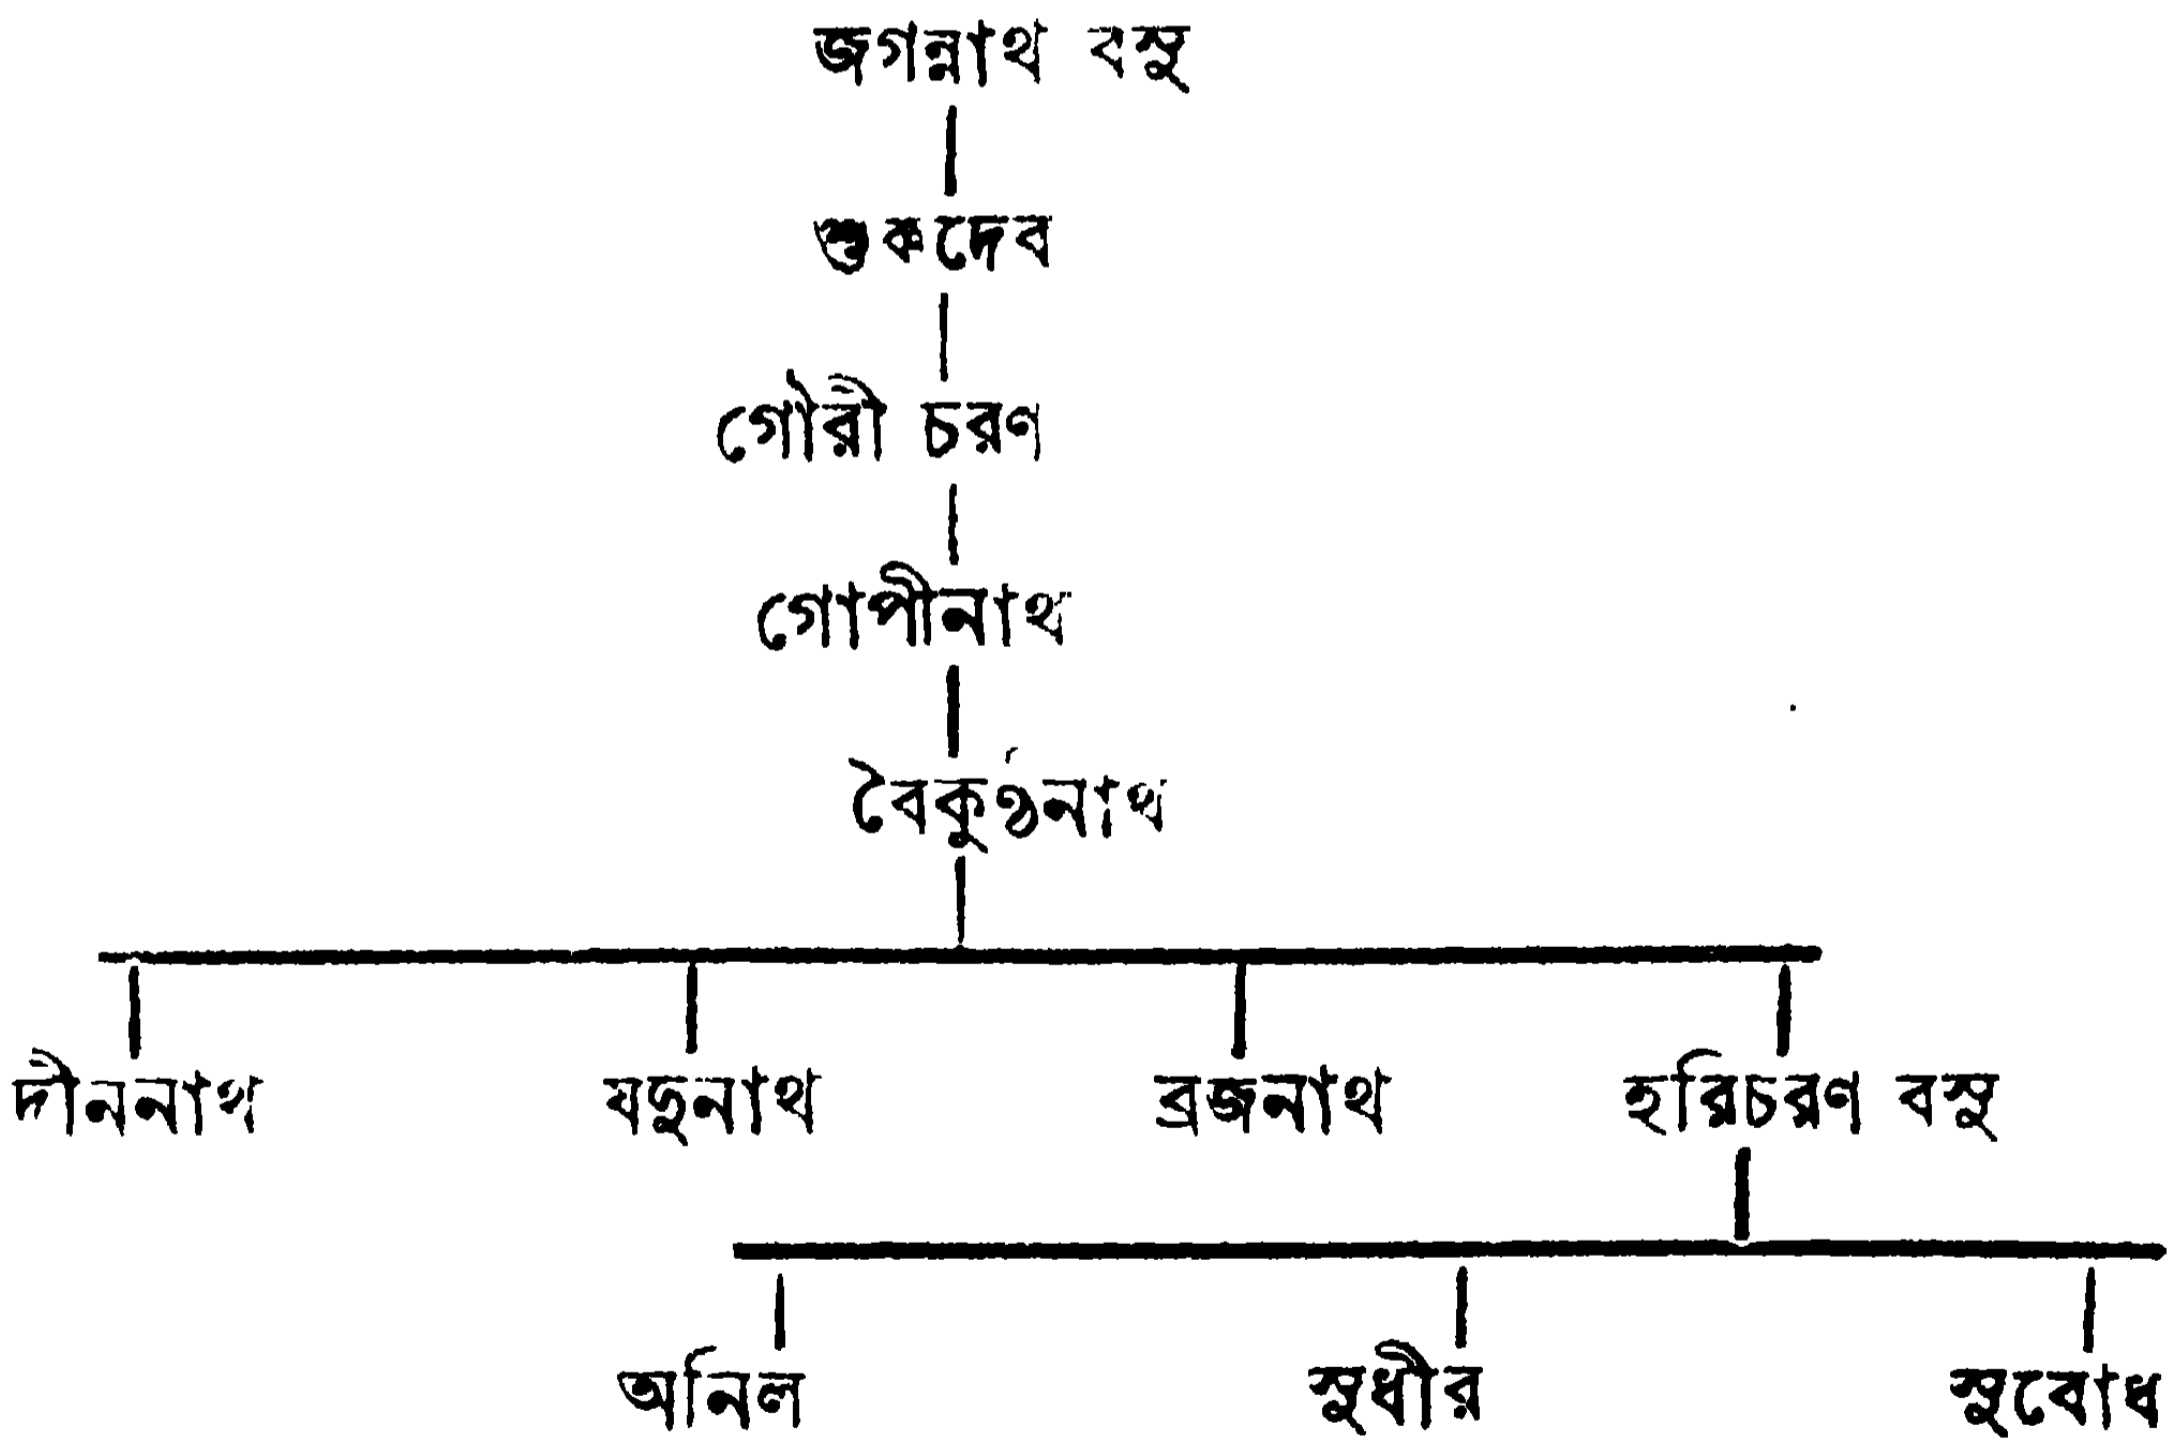 জগন্নাথ বসু
শুকদেব
গৌরী চরণ
গোপীনাথ
বৈকুণ্ঠনাথ
দীননাথ যদুনাথ ব্রজনাথ হরিচরণ বসু
অনিল সুধীর সুবোধ